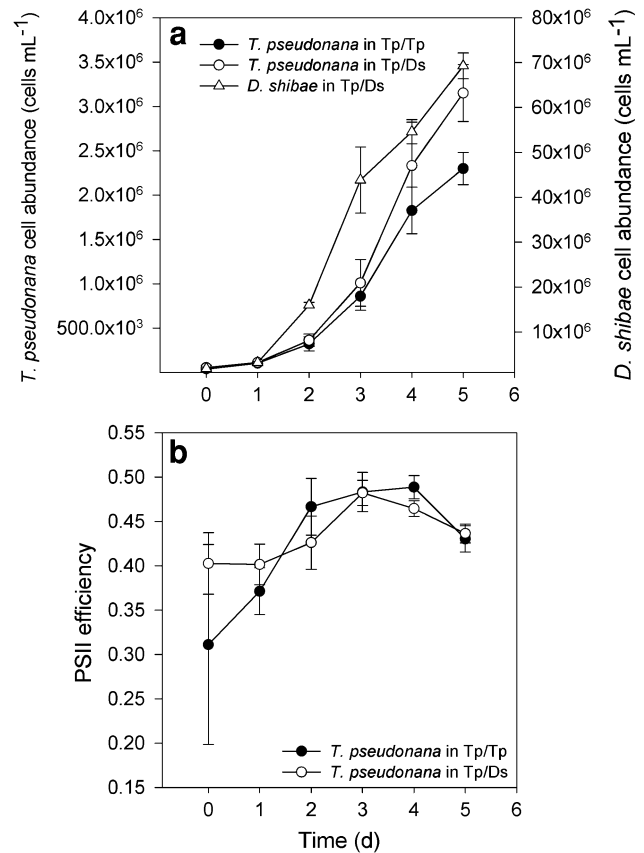 a
T. pseudonana in Tp/Tp
T. pseudonana in Tp/Ds
D. shibae in Tp/Ds
T. pseudonana cell abundance (cells mL⁻¹)
4.0x10⁶
3.5x10⁶
3.0x10⁶
2.5x10⁶
2.0x10⁶
1.5x10⁶
1.0x10⁶
500.0x10³
80x10⁶
70x10⁶
60x10⁶
50x10⁶
40x10⁶
30x10⁶
20x10⁶
10x10⁶
D. shibae cell abundance (cells mL⁻¹)
0 1 2 3 4 5 6
b
PSII efficiency
0.55
0.50
0.45
0.40
0.35
0.30
0.25
0.20
0.15
T. pseudonana in Tp/Tp
T. pseudonana in Tp/Ds
0 1 2 3 4 5 6
Time (d)